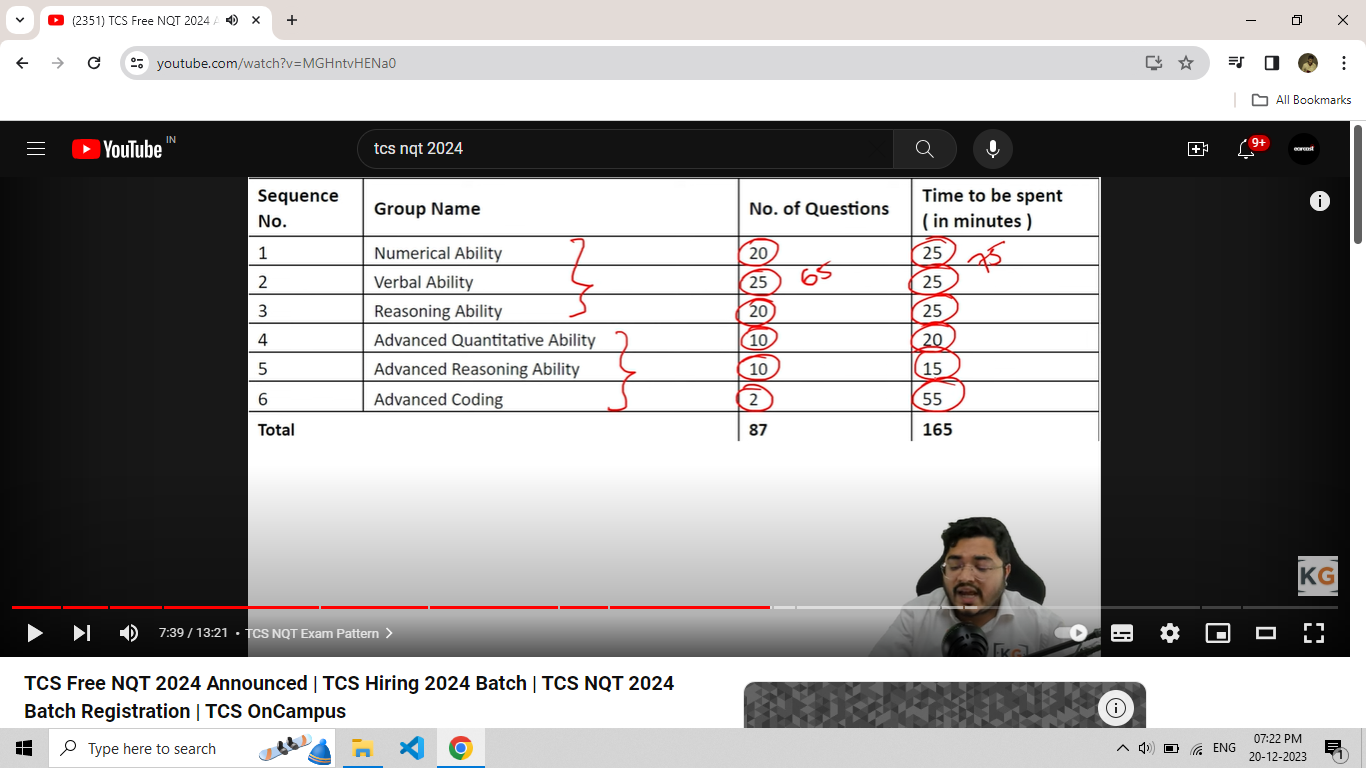 (2351) TCS Free NQT 2024 A
youtube.com/watch?v=MGHntvHENa0
All Bookmarks
YouTube IN
tcs nqt 2024
9+
Sequence No. Group Name No. of Questions Time to be spent ( in minutes )
1 Numerical Ability 20 25
75
2 Verbal Ability 25 65 25
3 Reasoning Ability 20 25
4 Advanced Quantitative Ability 10 20
5 Advanced Reasoning Ability 10 15
6 Advanced Coding 2 55
Total 87 165
KG
KG
7:39 / 13:21 • TCS NQT Exam Pattern
TCS Free NQT 2024 Announced | TCS Hiring 2024 Batch | TCS NQT 2024
Batch Registration | TCS OnCampus
Type here to search
ENG
07:22 PM
20-12-2023
1